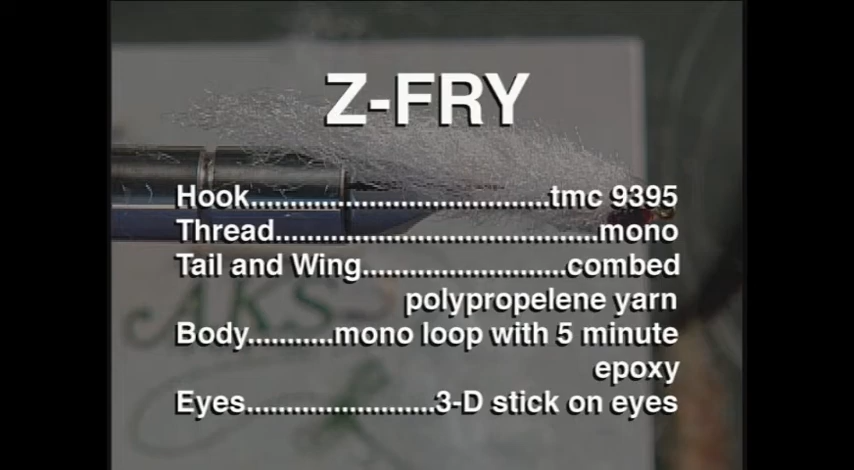 Z-FRY
Hook....................................tmc 9395
Thread.......................................mono
Tail and Wing.........................combed
polypropelene yarn
Body...........mono loop with 5 minute
epoxy
Eyes.......................3-D stick on eyes
AKS